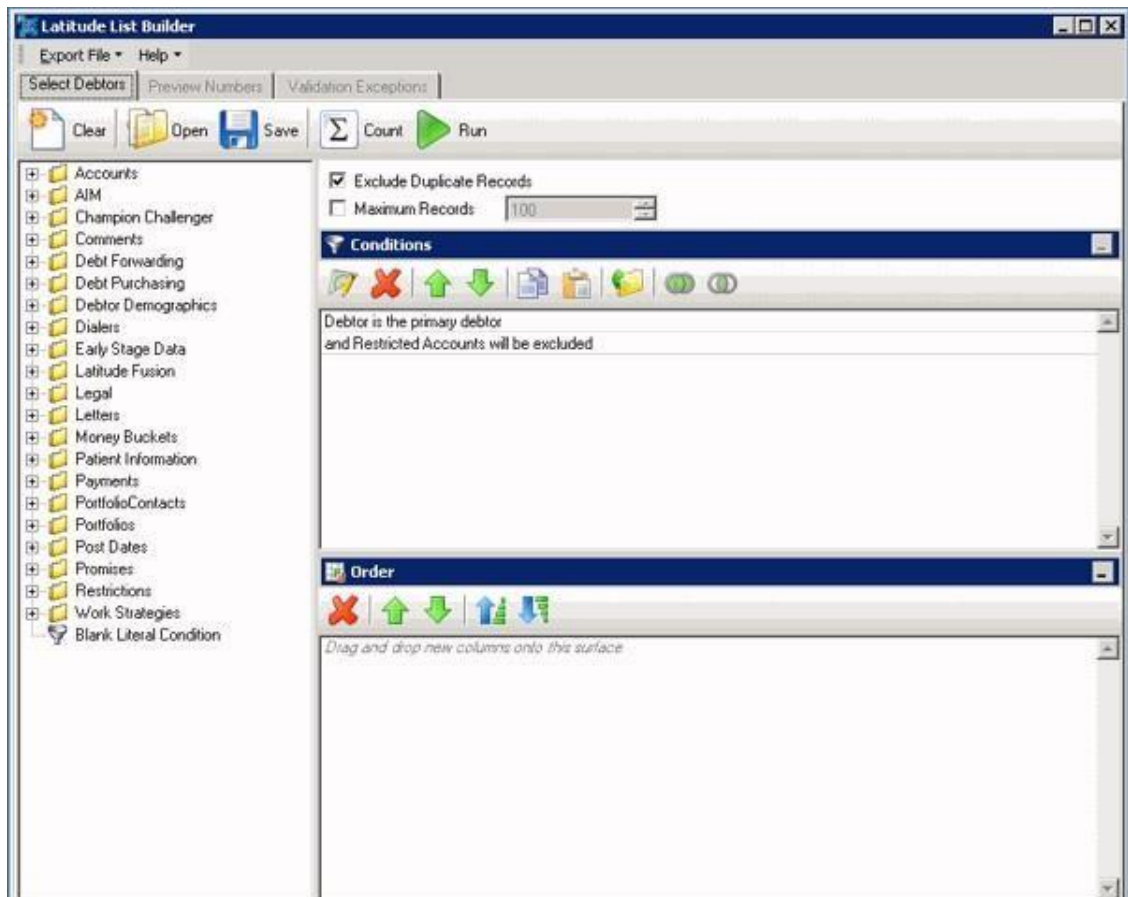 Latitude List Builder
Export File Help
Select Debtors Preview Numbers Validation Exceptions
Clear Open Save Σ Count Run
Accounts
AIM
Champion Challenger
Comments
Debt Forwarding
Debt Purchasing
Debtor Demographics
Dialers
Early Stage Data
Latitude Fusion
Legal
Letters
Money Buckets
Patient Information
Payments
PortfolioContacts
Portfolios
Post Dates
Promises
Restrictions
Work Strategies
Blank Literal Condition
Exclude Duplicate Records
Maximum Records 100
Conditions
Debtor is the primary debtor
and Restricted Accounts will be excluded
Order
Drag and drop new columns onto this surface